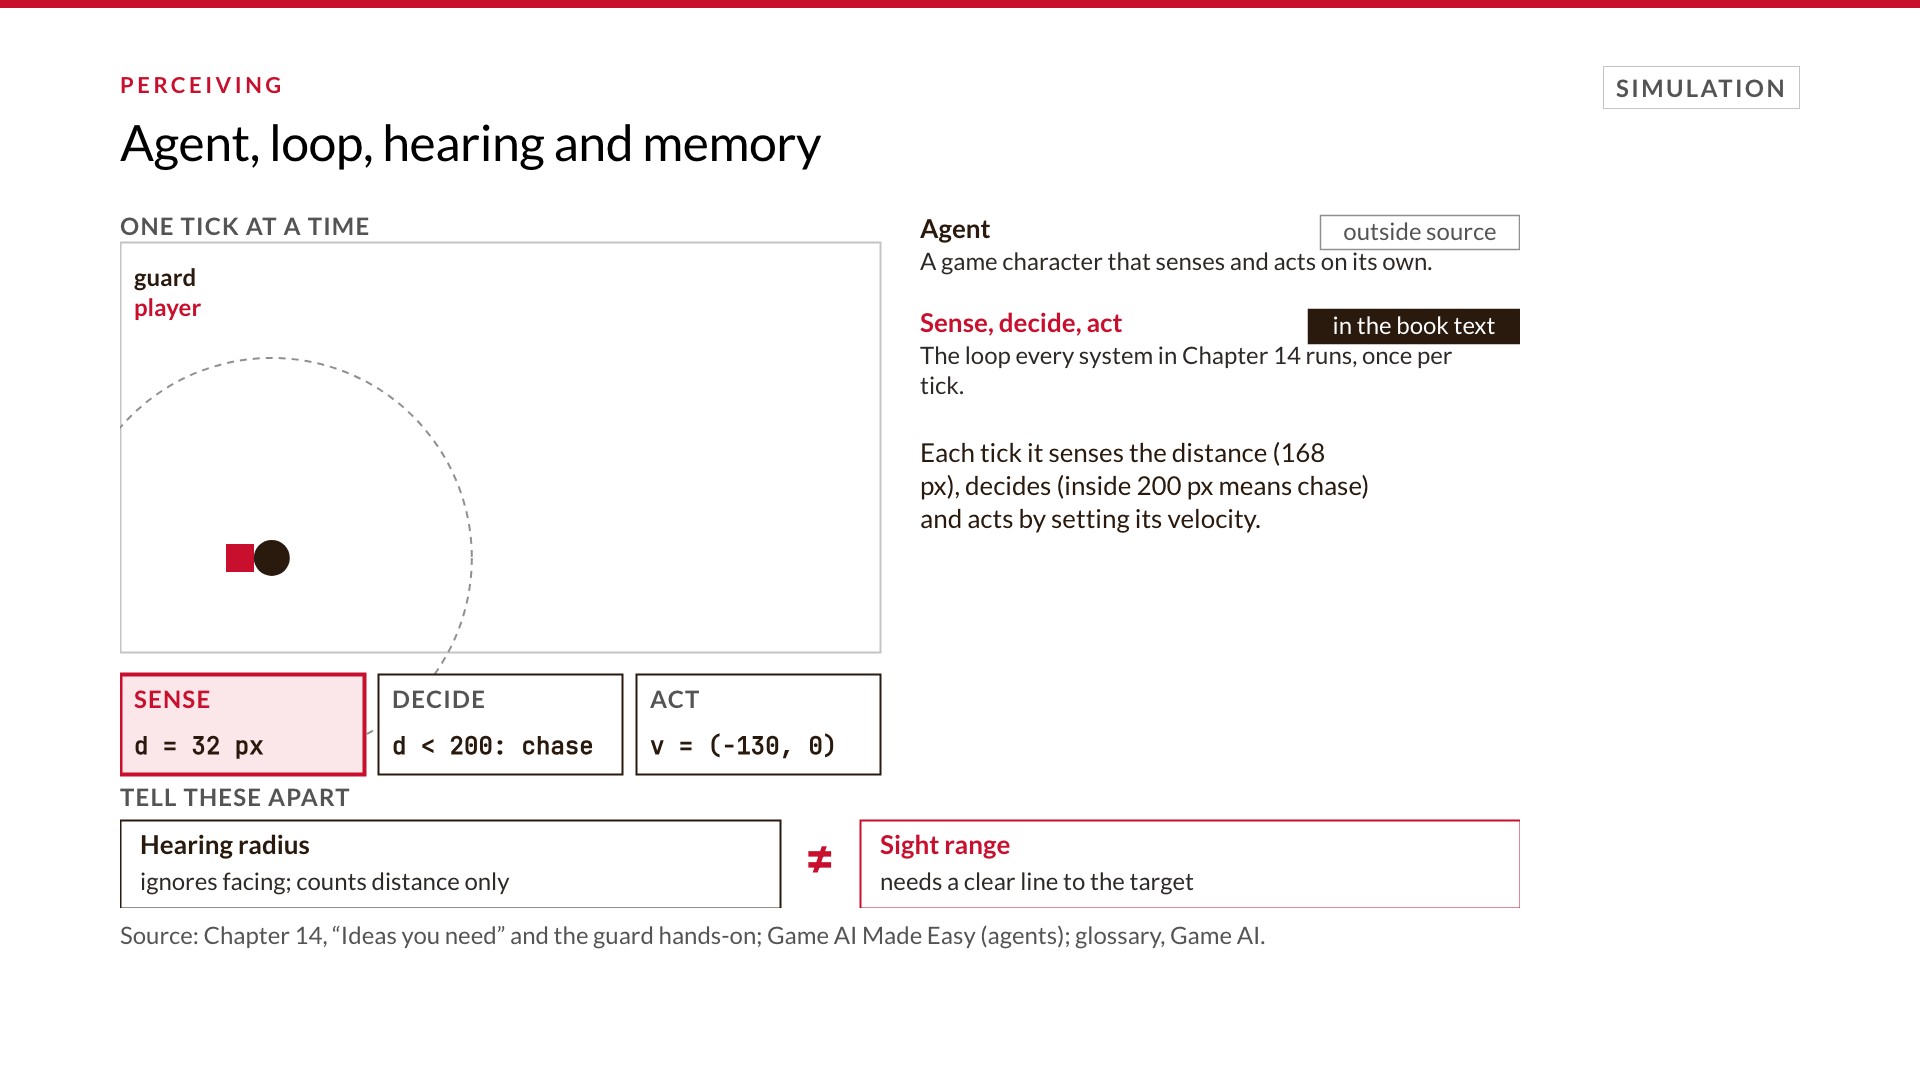 PERCEIVING
SIMULATION
Agent, loop, hearing and memory
ONE TICK AT A TIME
guard
player
SENSE
d = 32 px
DECIDE
d < 200: chase
ACT
v = (-130, 0)
Agent
outside source
A game character that senses and acts on its own.
Sense, decide, act
in the book text
The loop every system in Chapter 14 runs, once per
tick.
Each tick it senses the distance (168
px), decides (inside 200 px means chase)
and acts by setting its velocity.
TELL THESE APART
Hearing radius
ignores facing; counts distance only
≠
Sight range
needs a clear line to the target
Source: Chapter 14, “Ideas you need” and the guard hands-on; Game AI Made Easy (agents); glossary, Game AI.